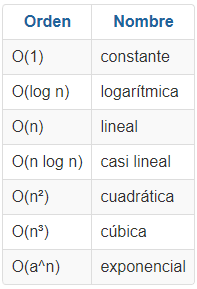 Orden Nombre
O(1) constante
O(log n) logarítmica
O(n) lineal
O(n log n) casi lineal
O(n²) cuadrática
O(n³) cúbica
O(a^n) exponencial